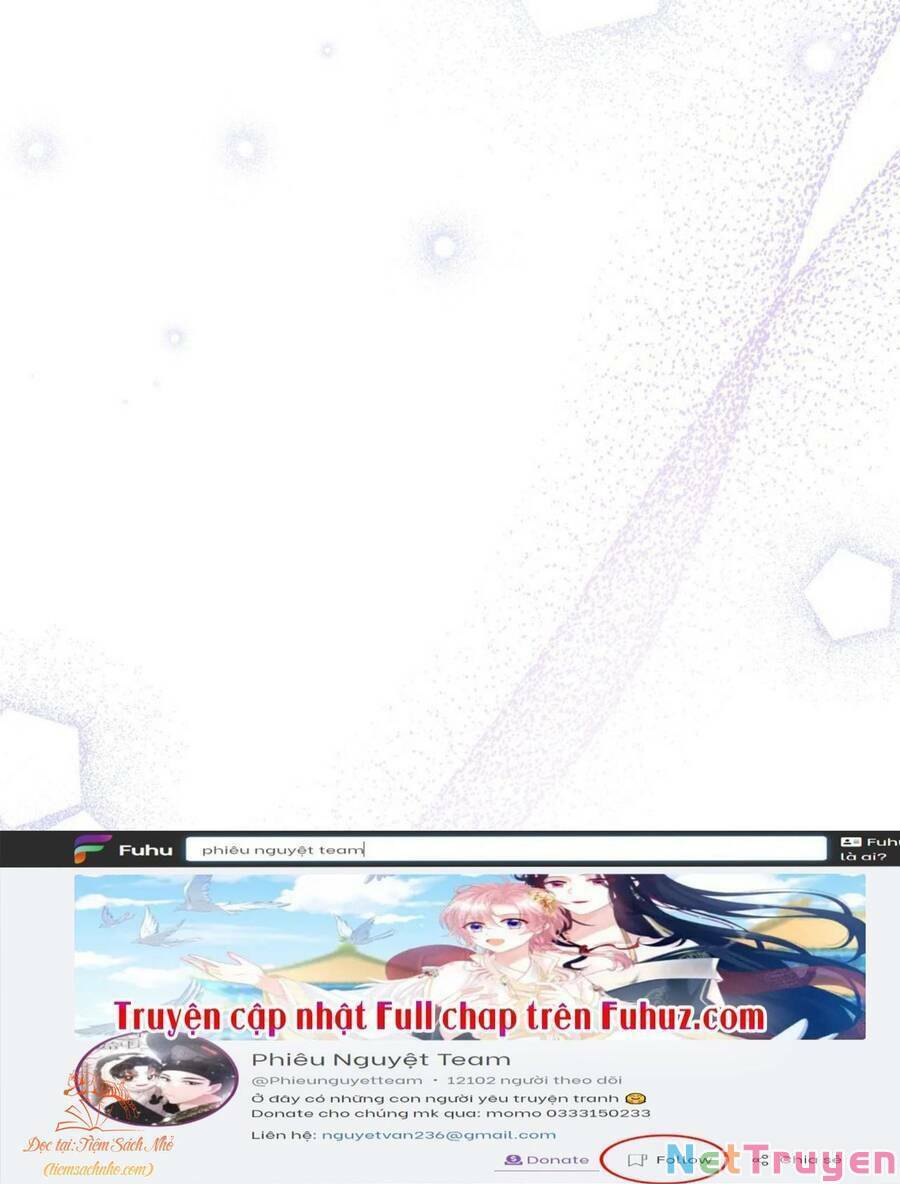 Fuhu
phiêu nguyệt team
Fuhu
là ai?
Truyện cập nhật Full chap trên Fuhuz.com
Phiêu Nguyệt Team
@Phieunguyetteam • 12102 người theo dõi
Ở đây có những con người yêu truyện tranh 😄
Donate cho chúng mk qua: momo 0333150233
Liên hệ: nguyetvan236@gmail.com
Donate Follow Chia sẻ
Đọc tại: Tiệm Sách Nhỏ
(tiemsachnho.com)
NetTruyen